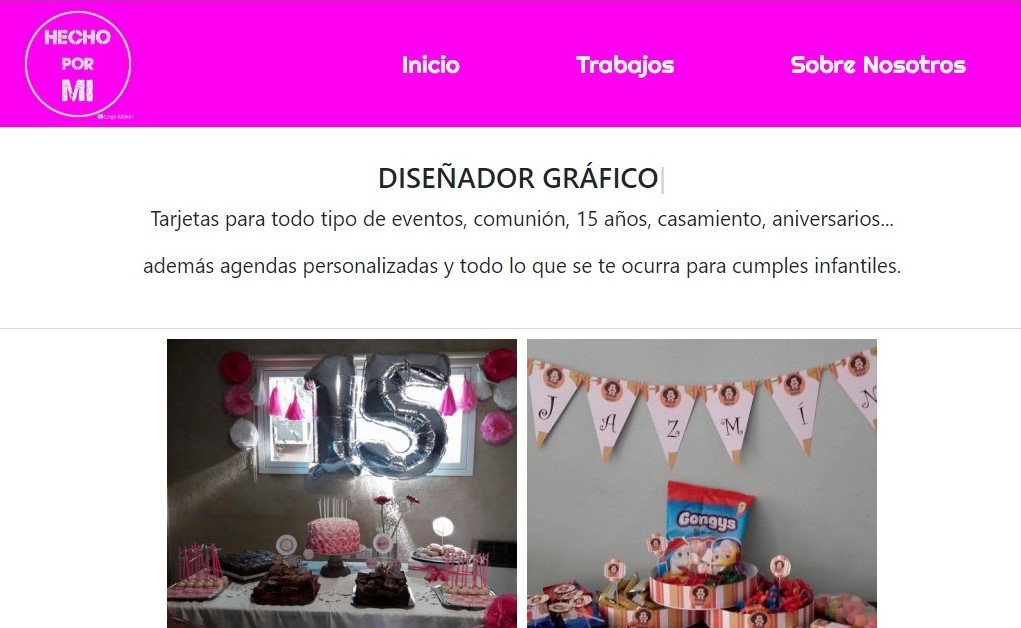 HECHO
POR
MI
Logo Maker
Inicio
Trabajos
Sobre Nosotros
DISEÑADOR GRÁFICO
Tarjetas para todo tipo de eventos, comunión, 15 años, casamiento, aniversarios...
además agendas personalizadas y todo lo que se te ocurra para cumples infantiles.
15
J A Z M Í N
Gongys